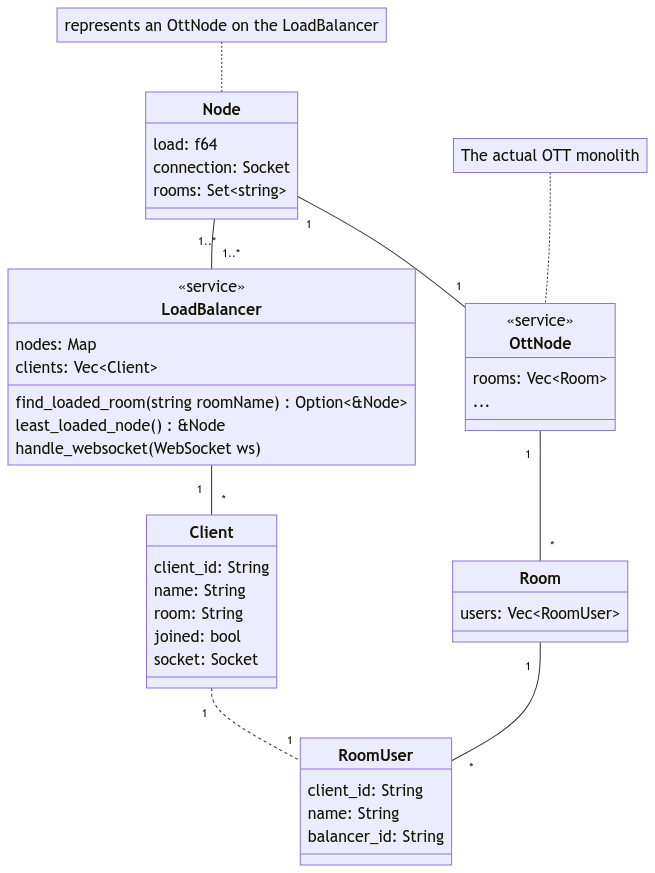 represents an OttNode on the LoadBalancer
Node
load: f64
connection: Socket
rooms: Set<string>
The actual OTT monolith
1
1..*
1..*
1
«service»
LoadBalancer
nodes: Map
clients: Vec<Client>
find_loaded_room(string roomName) : Option<&Node>
least_loaded_node() : &Node
handle_websocket(WebSocket ws)
«service»
OttNode
rooms: Vec<Room>
...
1
*
1
*
Client
client_id: String
name: String
room: String
joined: bool
socket: Socket
Room
users: Vec<RoomUser>
1
1
1
*
RoomUser
client_id: String
name: String
balancer_id: String